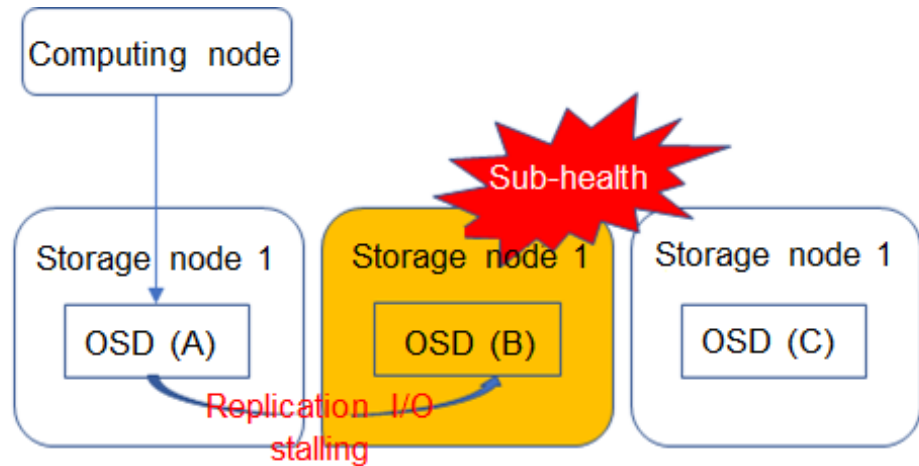 Computing node
Sub-health
Storage node 1
Storage node 1
Storage node 1
OSD (A)
OSD (B)
OSD (C)
Replication I/O
stalling